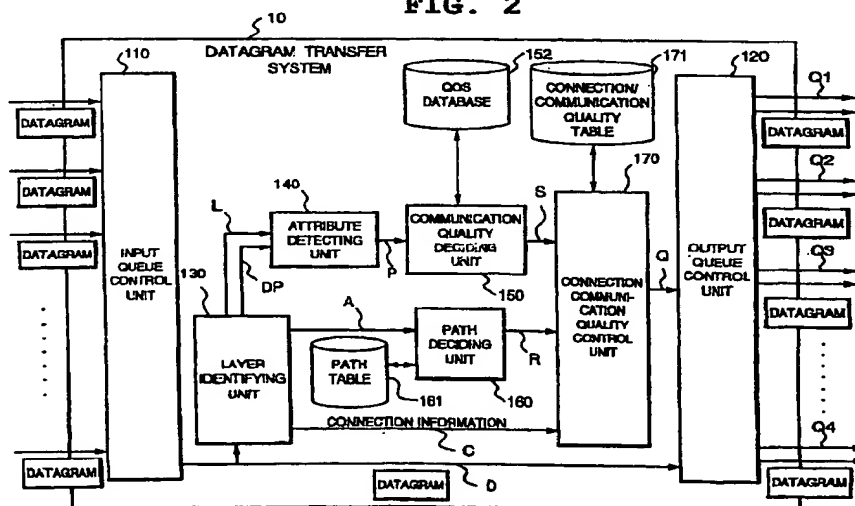 FIG. 2
10
DATAGRAM TRANSFER
SYSTEM
110
152
171
120
QOS
DATABASE
CONNECTION/
COMMUNICATION
QUALITY
TABLE
Q1
DATAGRAM
DATAGRAM
Q2
DATAGRAM
DATAGRAM
Q3
DATAGRAM
DATAGRAM
Q4
DATAGRAM
DATAGRAM
INPUT
QUEUE
CONTROL
UNIT
130
L
DP
140
ATTRIBUTE
DETECTING
UNIT
P
COMMUNICATION
QUALITY
DECIDING
UNIT
150
S
170
CONNECTION
COMMUNI-
CATION
QUALITY
CONTROL
UNIT
Q
OUTPUT
QUEUE
CONTROL
UNIT
LAYER
IDENTIFYING
UNIT
A
PATH
TABLE
161
PATH
DECIDING
UNIT
160
R
CONNECTION INFORMATION
C
D
DATAGRAM